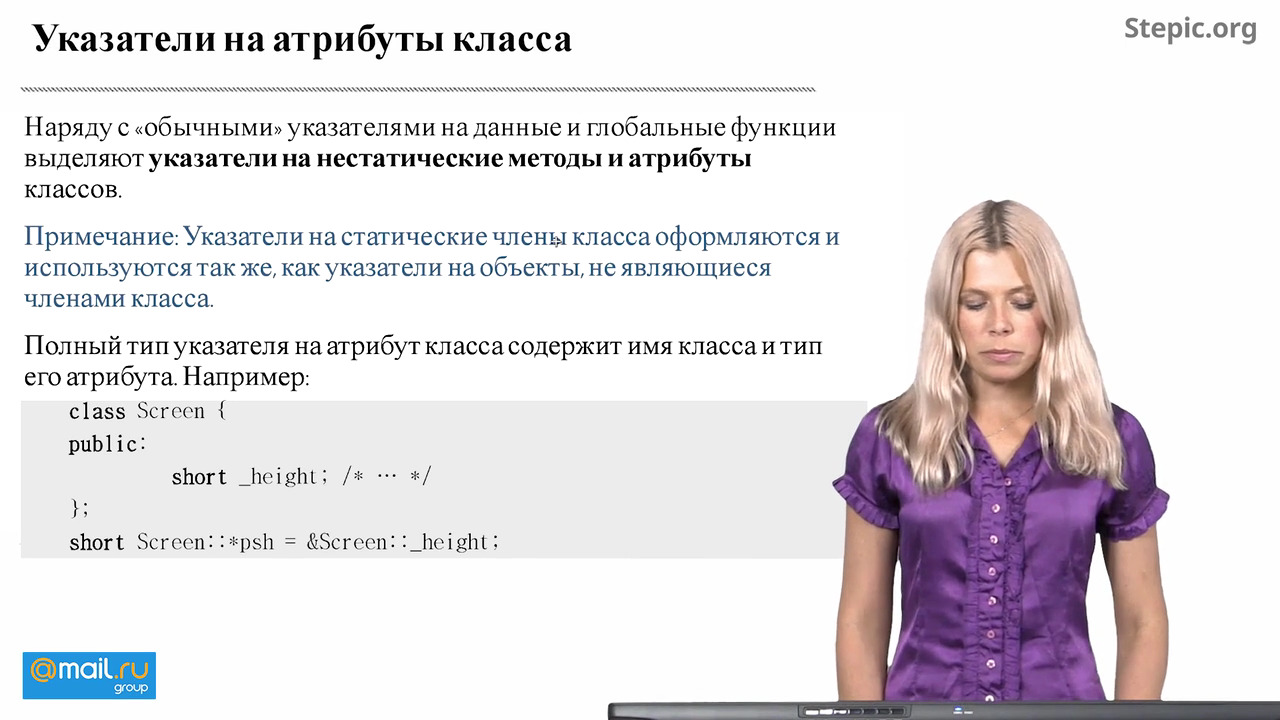 Указатели на атрибуты класса
Stepic.org
Наряду с «обычными» указателями на данные и глобальные функции
выделяют указатели на нестатические методы и атрибуты
классов.
Примечание: Указатели на статические члены класса оформляются и
используются так же, как указатели на объекты, не являющиеся
членами класса.
Полный тип указателя на атрибут класса содержит имя класса и тип
его атрибута. Например:
class Screen {
public:
short _height; /* … */
};
short Screen::*psh = &Screen::_height;
@mail.ru
group